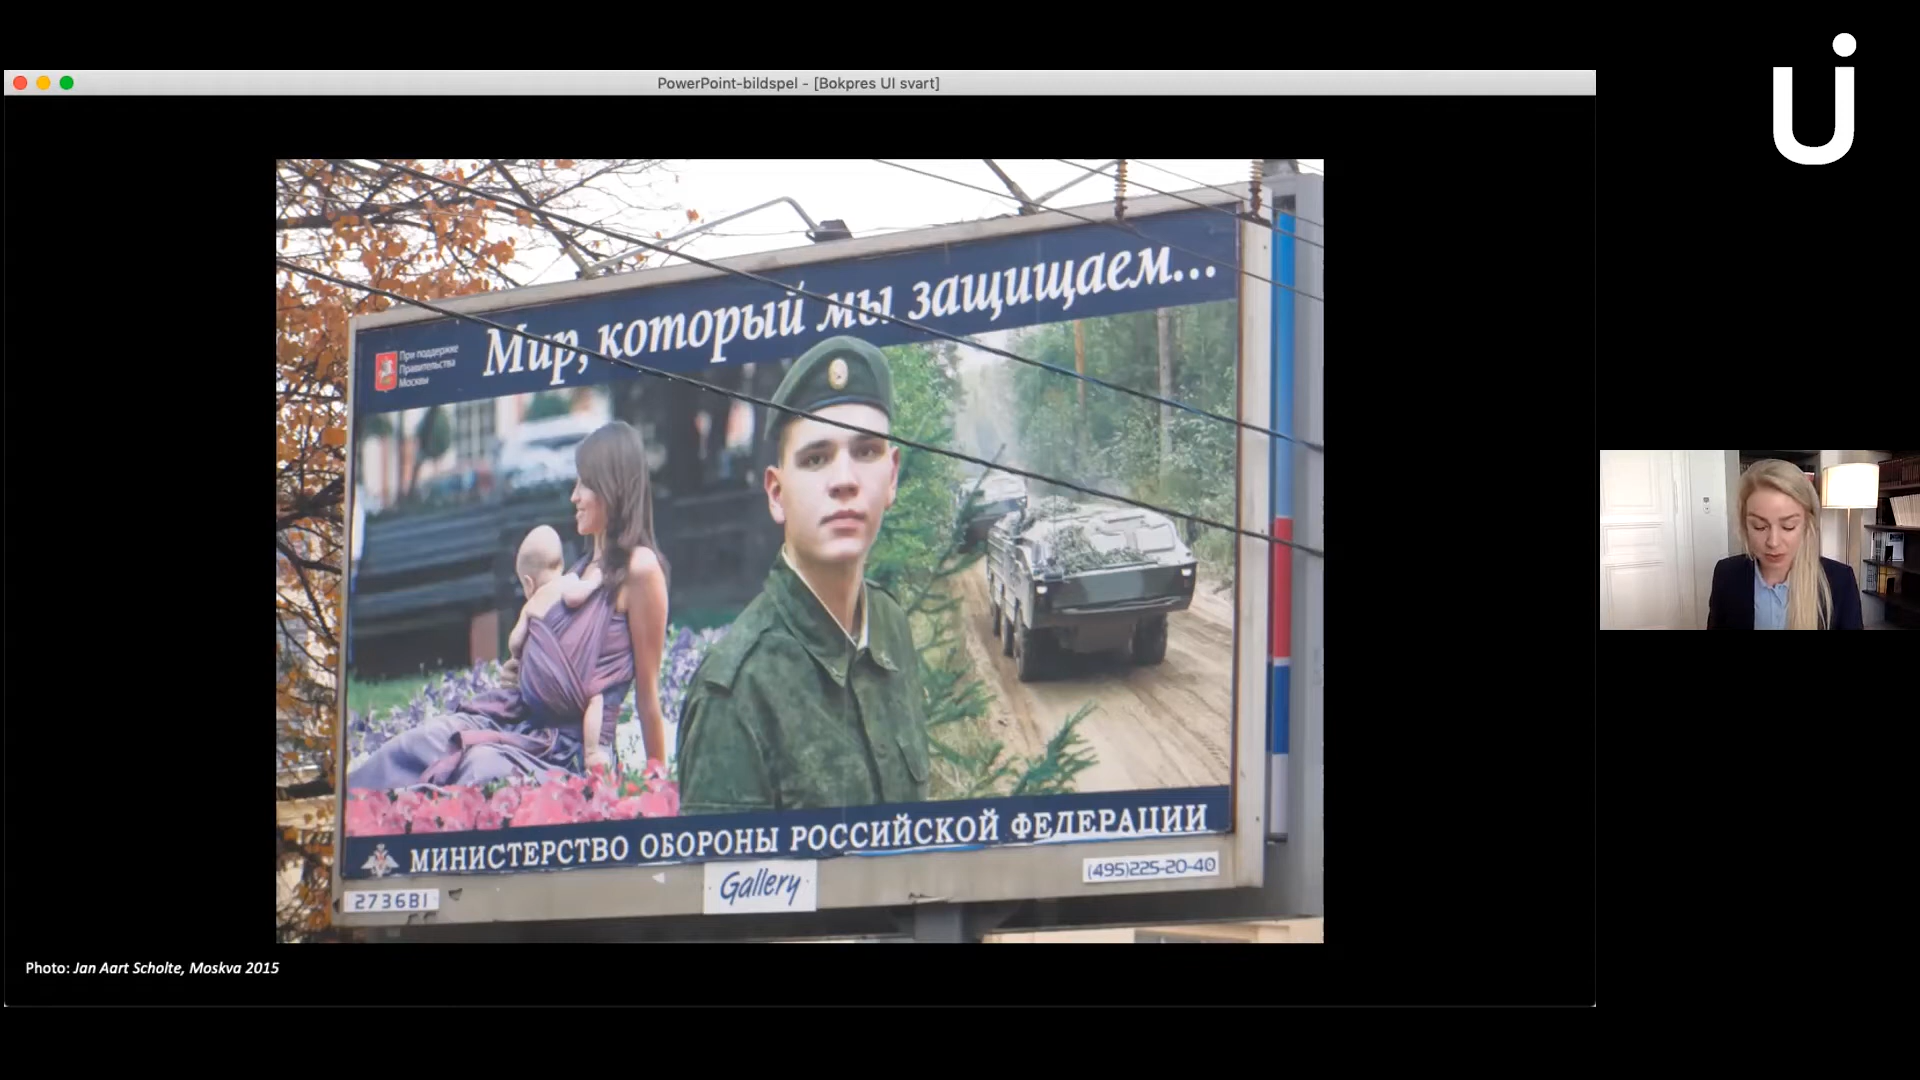 PowerPoint-bildspel - [Bokpres UI svart]
Ui
Мир, который мы защищаем...
При поддержке
Правительства
Москвы
МИНИСТЕРСТВО ОБОРОНЫ РОССИЙСКОЙ ФЕДЕРАЦИИ
2736BI
Gallery
(495)225-20-40
Photo: Jan Aart Scholte, Moskva 2015